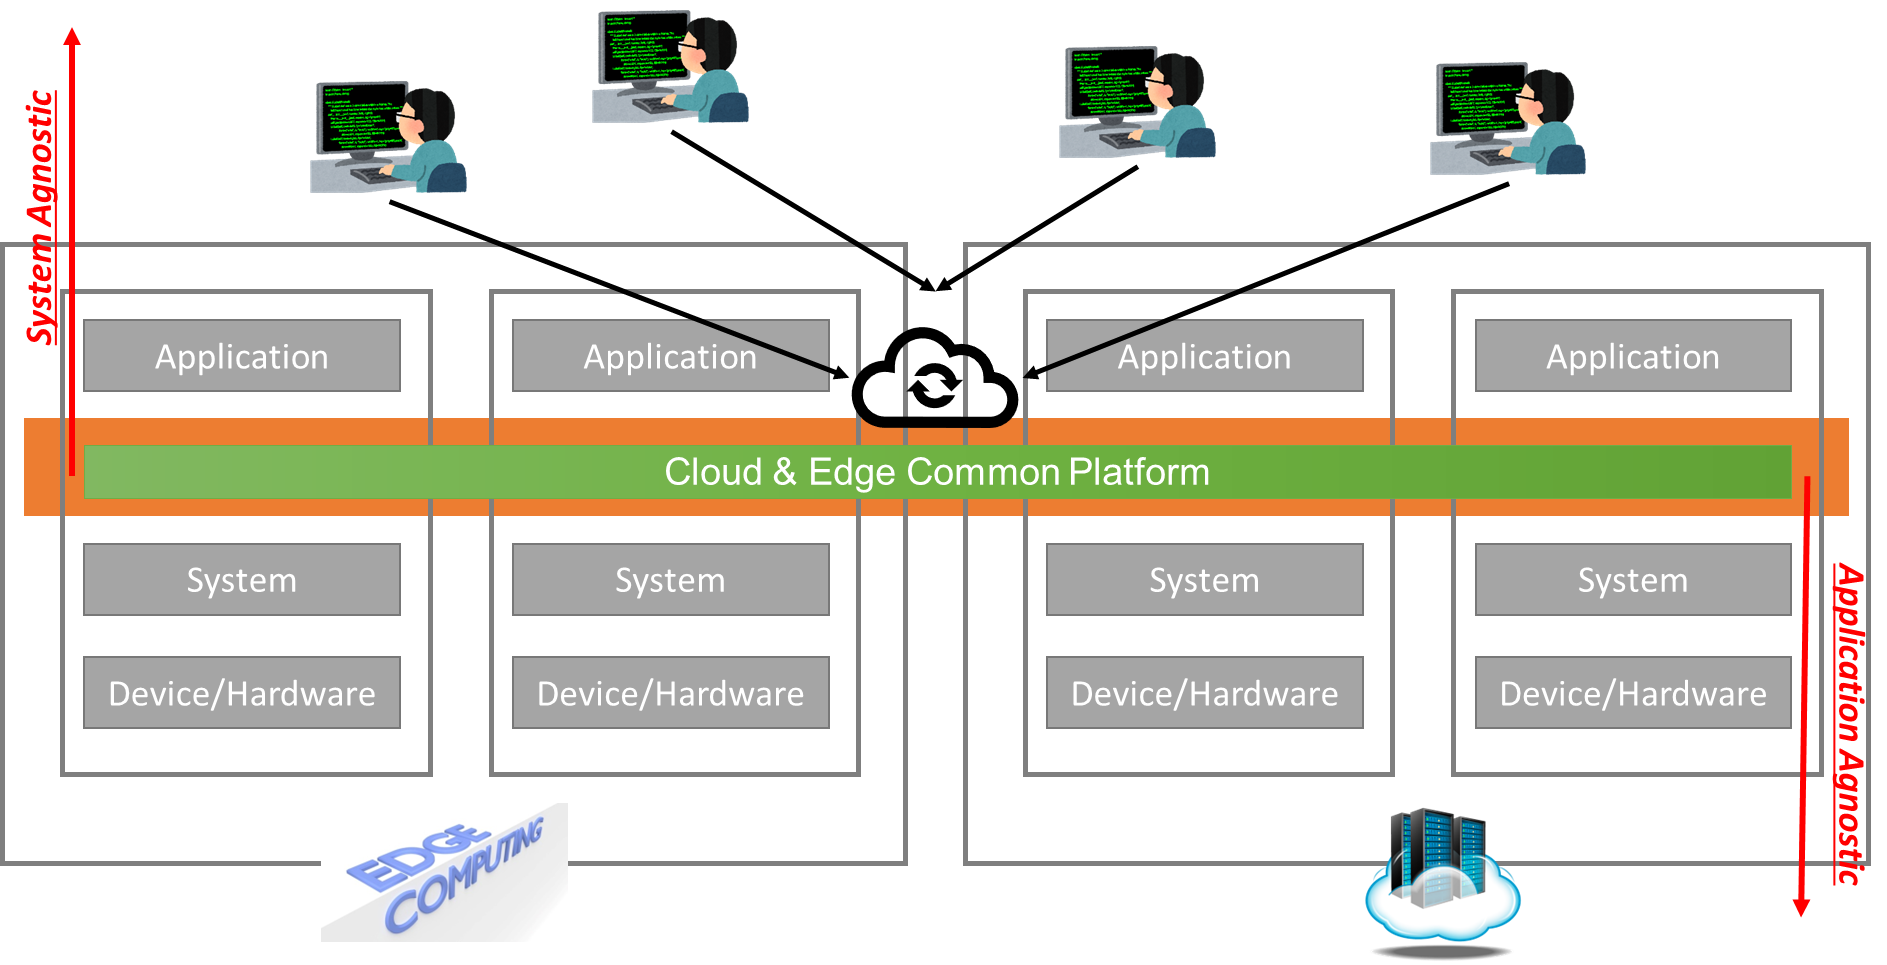 System Agnostic
Application
Application
Application
Application
Cloud & Edge Common Platform
System
System
System
System
Application Agnostic
Device/Hardware
Device/Hardware
Device/Hardware
Device/Hardware
EDGE
COMPUTING